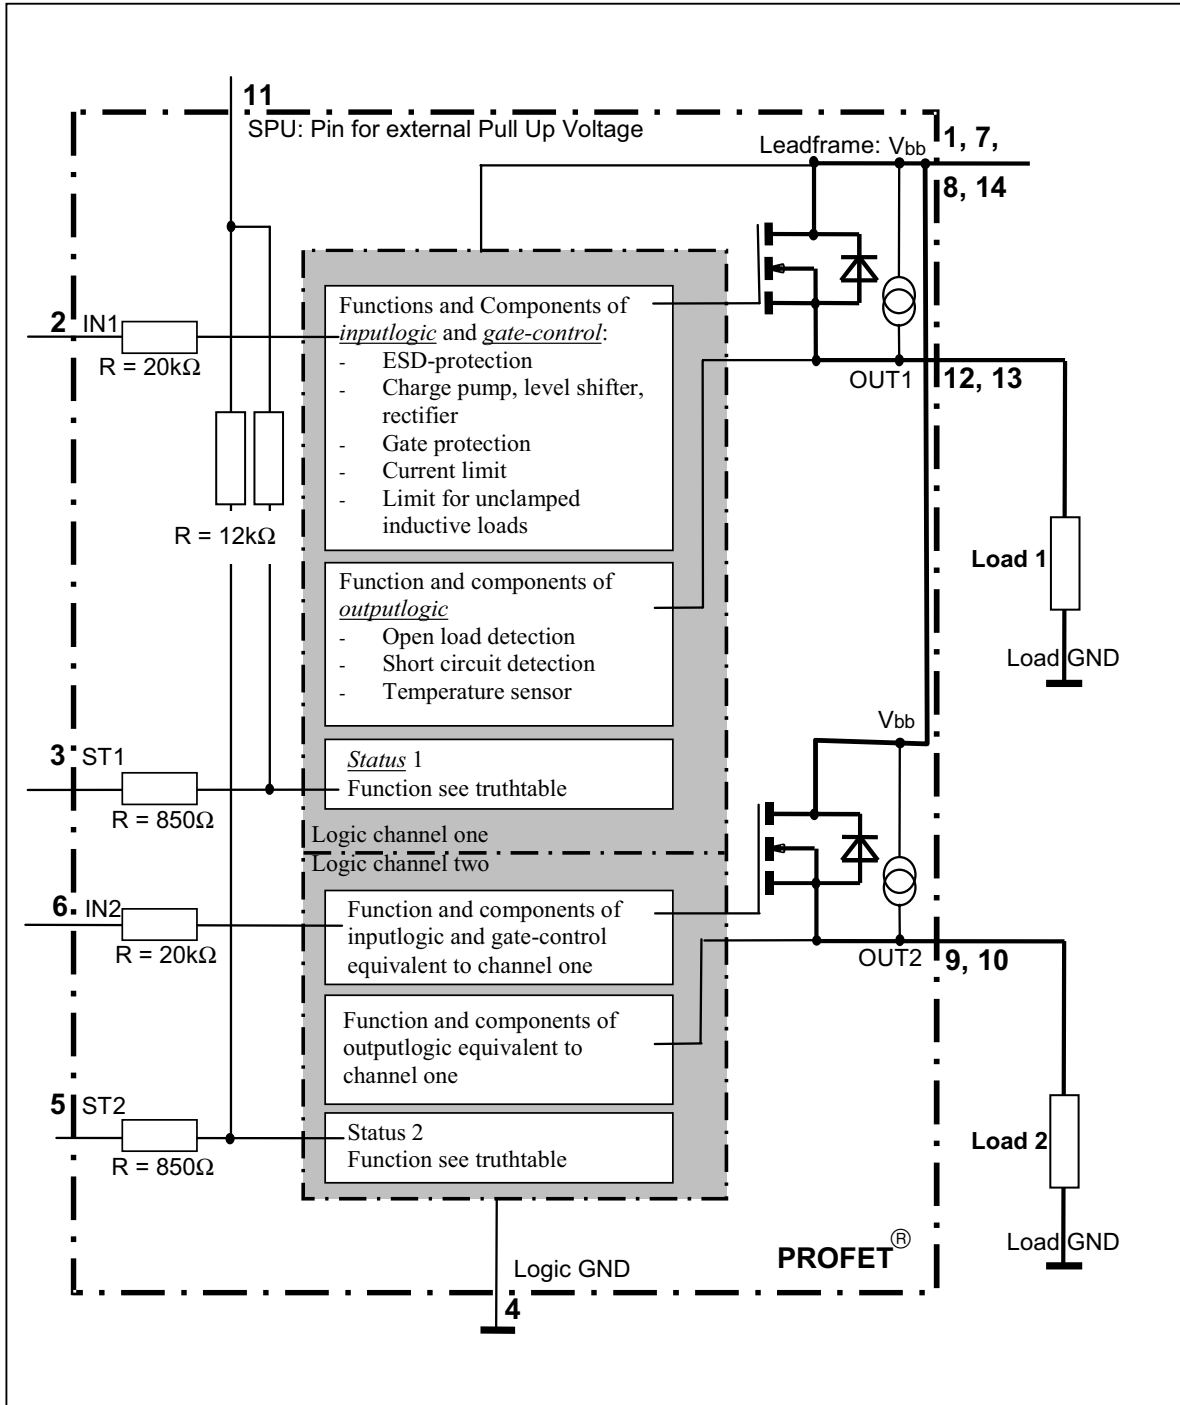 11
SPU: Pin for external Pull Up Voltage
Leadframe: Vbb
1, 7,
8, 14
2 IN1
R = 20kΩ
Functions and Components of
inputlogic and gate-control:
- ESD-protection
- Charge pump, level shifter,
rectifier
- Gate protection
- Current limit
- Limit for unclamped
inductive loads
OUT1
12, 13
R = 12kΩ
Function and components of
outputlogic
- Open load detection
- Short circuit detection
- Temperature sensor
Load 1
Load GND
Vbb
3 ST1
R = 850Ω
Status 1
Function see truthtable
Logic channel one
Logic channel two
6 IN2
R = 20kΩ
Function and components of
inputlogic and gate-control
equivalent to channel one
OUT2
9, 10
Function and components of
outputlogic equivalent to
channel one
5 ST2
R = 850Ω
Status 2
Function see truthtable
Load 2
Load GND
PROFET®
Logic GND
4